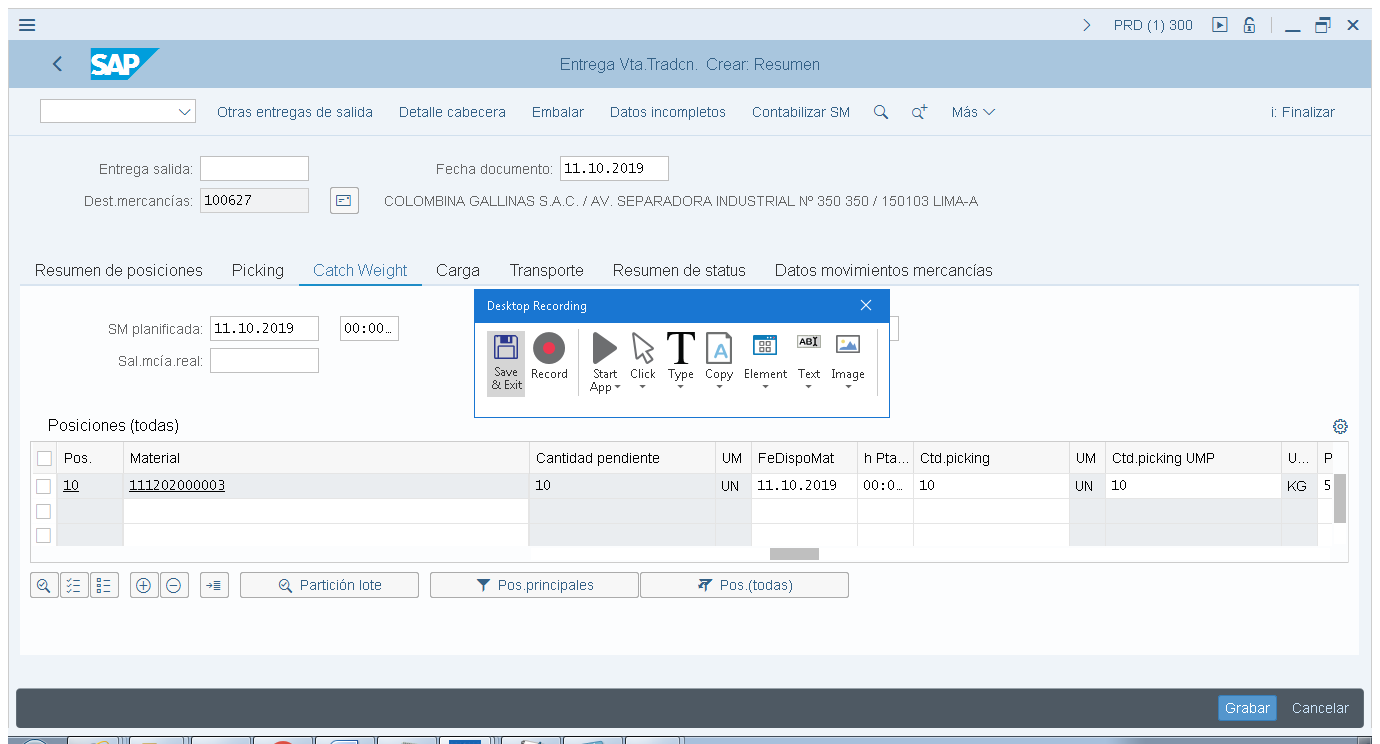 PRD (1) 300
SAP
Entrega Vta.Tradcn. Crear: Resumen
Otras entregas de salida Detalle cabecera Embalar Datos incompletos Contabilizar SM Más i: Finalizar
Entrega salida: Fecha documento: 11.10.2019
Dest.mercancías: 100627 COLOMBINA GALLINAS S.A.C. / AV. SEPARADORA INDUSTRIAL Nº 350 350 / 150103 LIMA-A
Resumen de posiciones Picking Catch Weight Carga Transporte Resumen de status Datos movimientos mercancías
Desktop Recording
SM planificada: 11.10.2019 00:00...
Sal.mcía.real:
Save & Exit Record Start App Click Type Copy Element Text Image
Posiciones (todas)
Pos. Material Cantidad pendiente UM FeDispoMat h Pta... Ctd.picking UM Ctd.picking UMP U... P
10 111202000003 10 UN 11.10.2019 00:0... 10 UN 10 KG 5
Partición lote Pos.principales Pos.(todas)
Grabar Cancelar